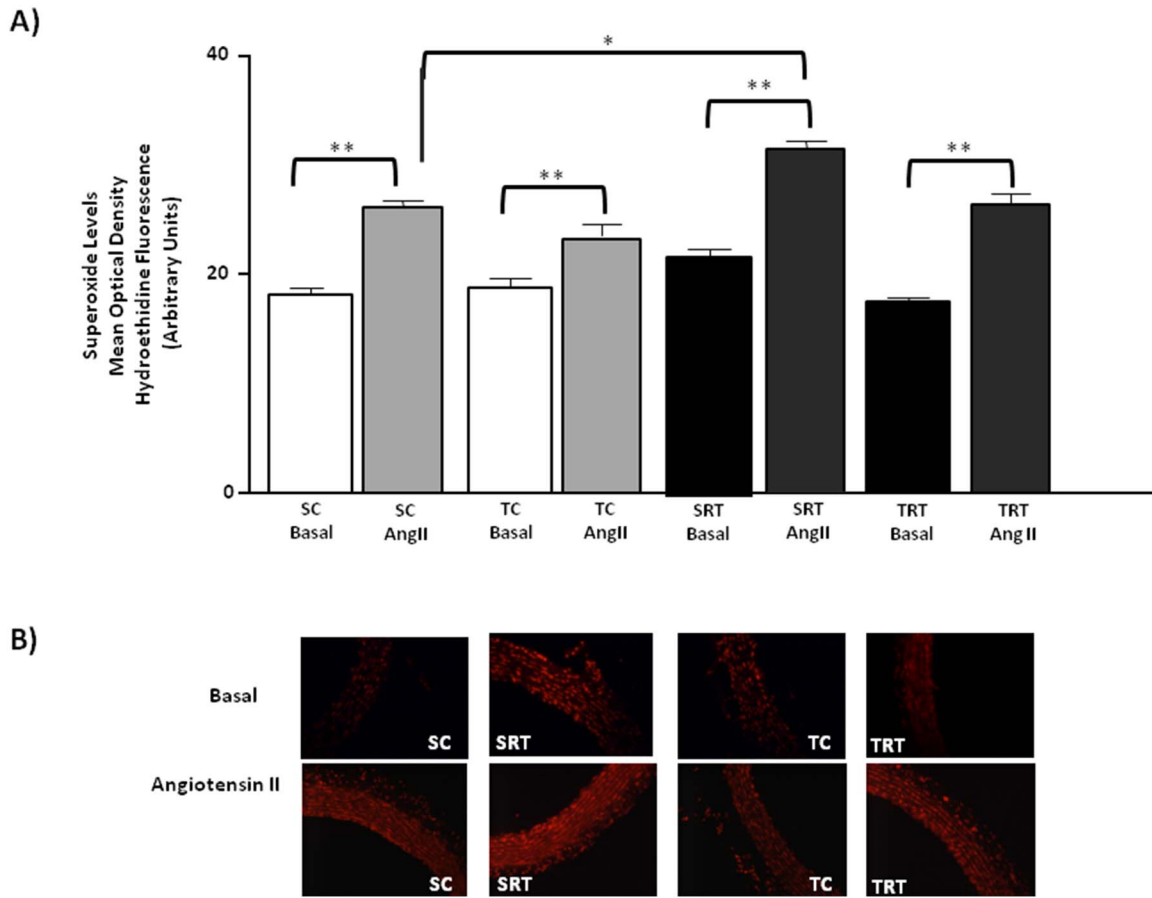 A)
40
20
0
Superoxide Levels
Mean Optical Density
Hydroethidine Fluorescence
(Arbitrary Units)
*
**
**
**
**
SC
Basal
SC
AngII
TC
Basal
TC
AngII
SRT
Basal
SRT
AngII
TRT
Basal
TRT
Ang II
B)
Basal
SC
SRT
TC
TRT
Angiotensin II
SC
SRT
TC
TRT